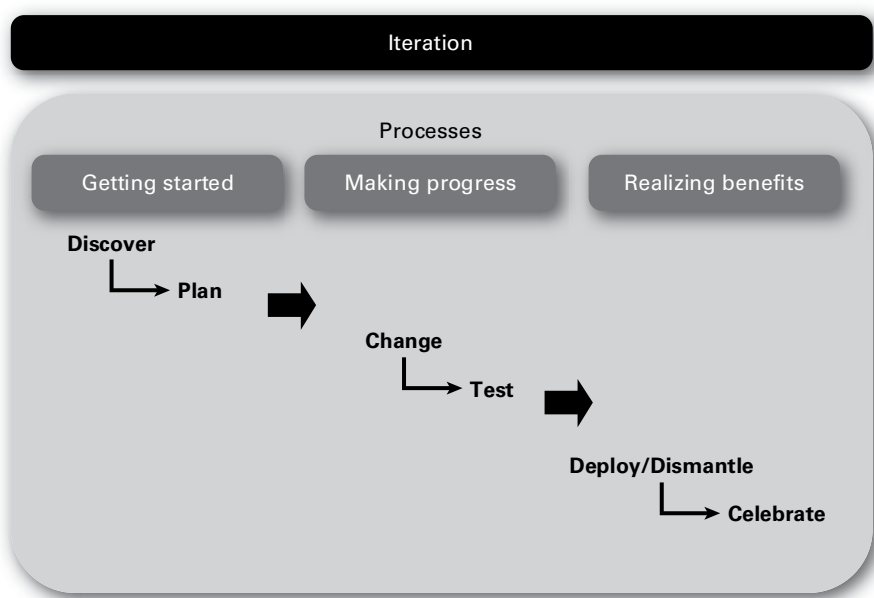 Iteration
Processes
Getting started
Making progress
Realizing benefits
Discover
Plan
Change
Test
Deploy/Dismantle
Celebrate